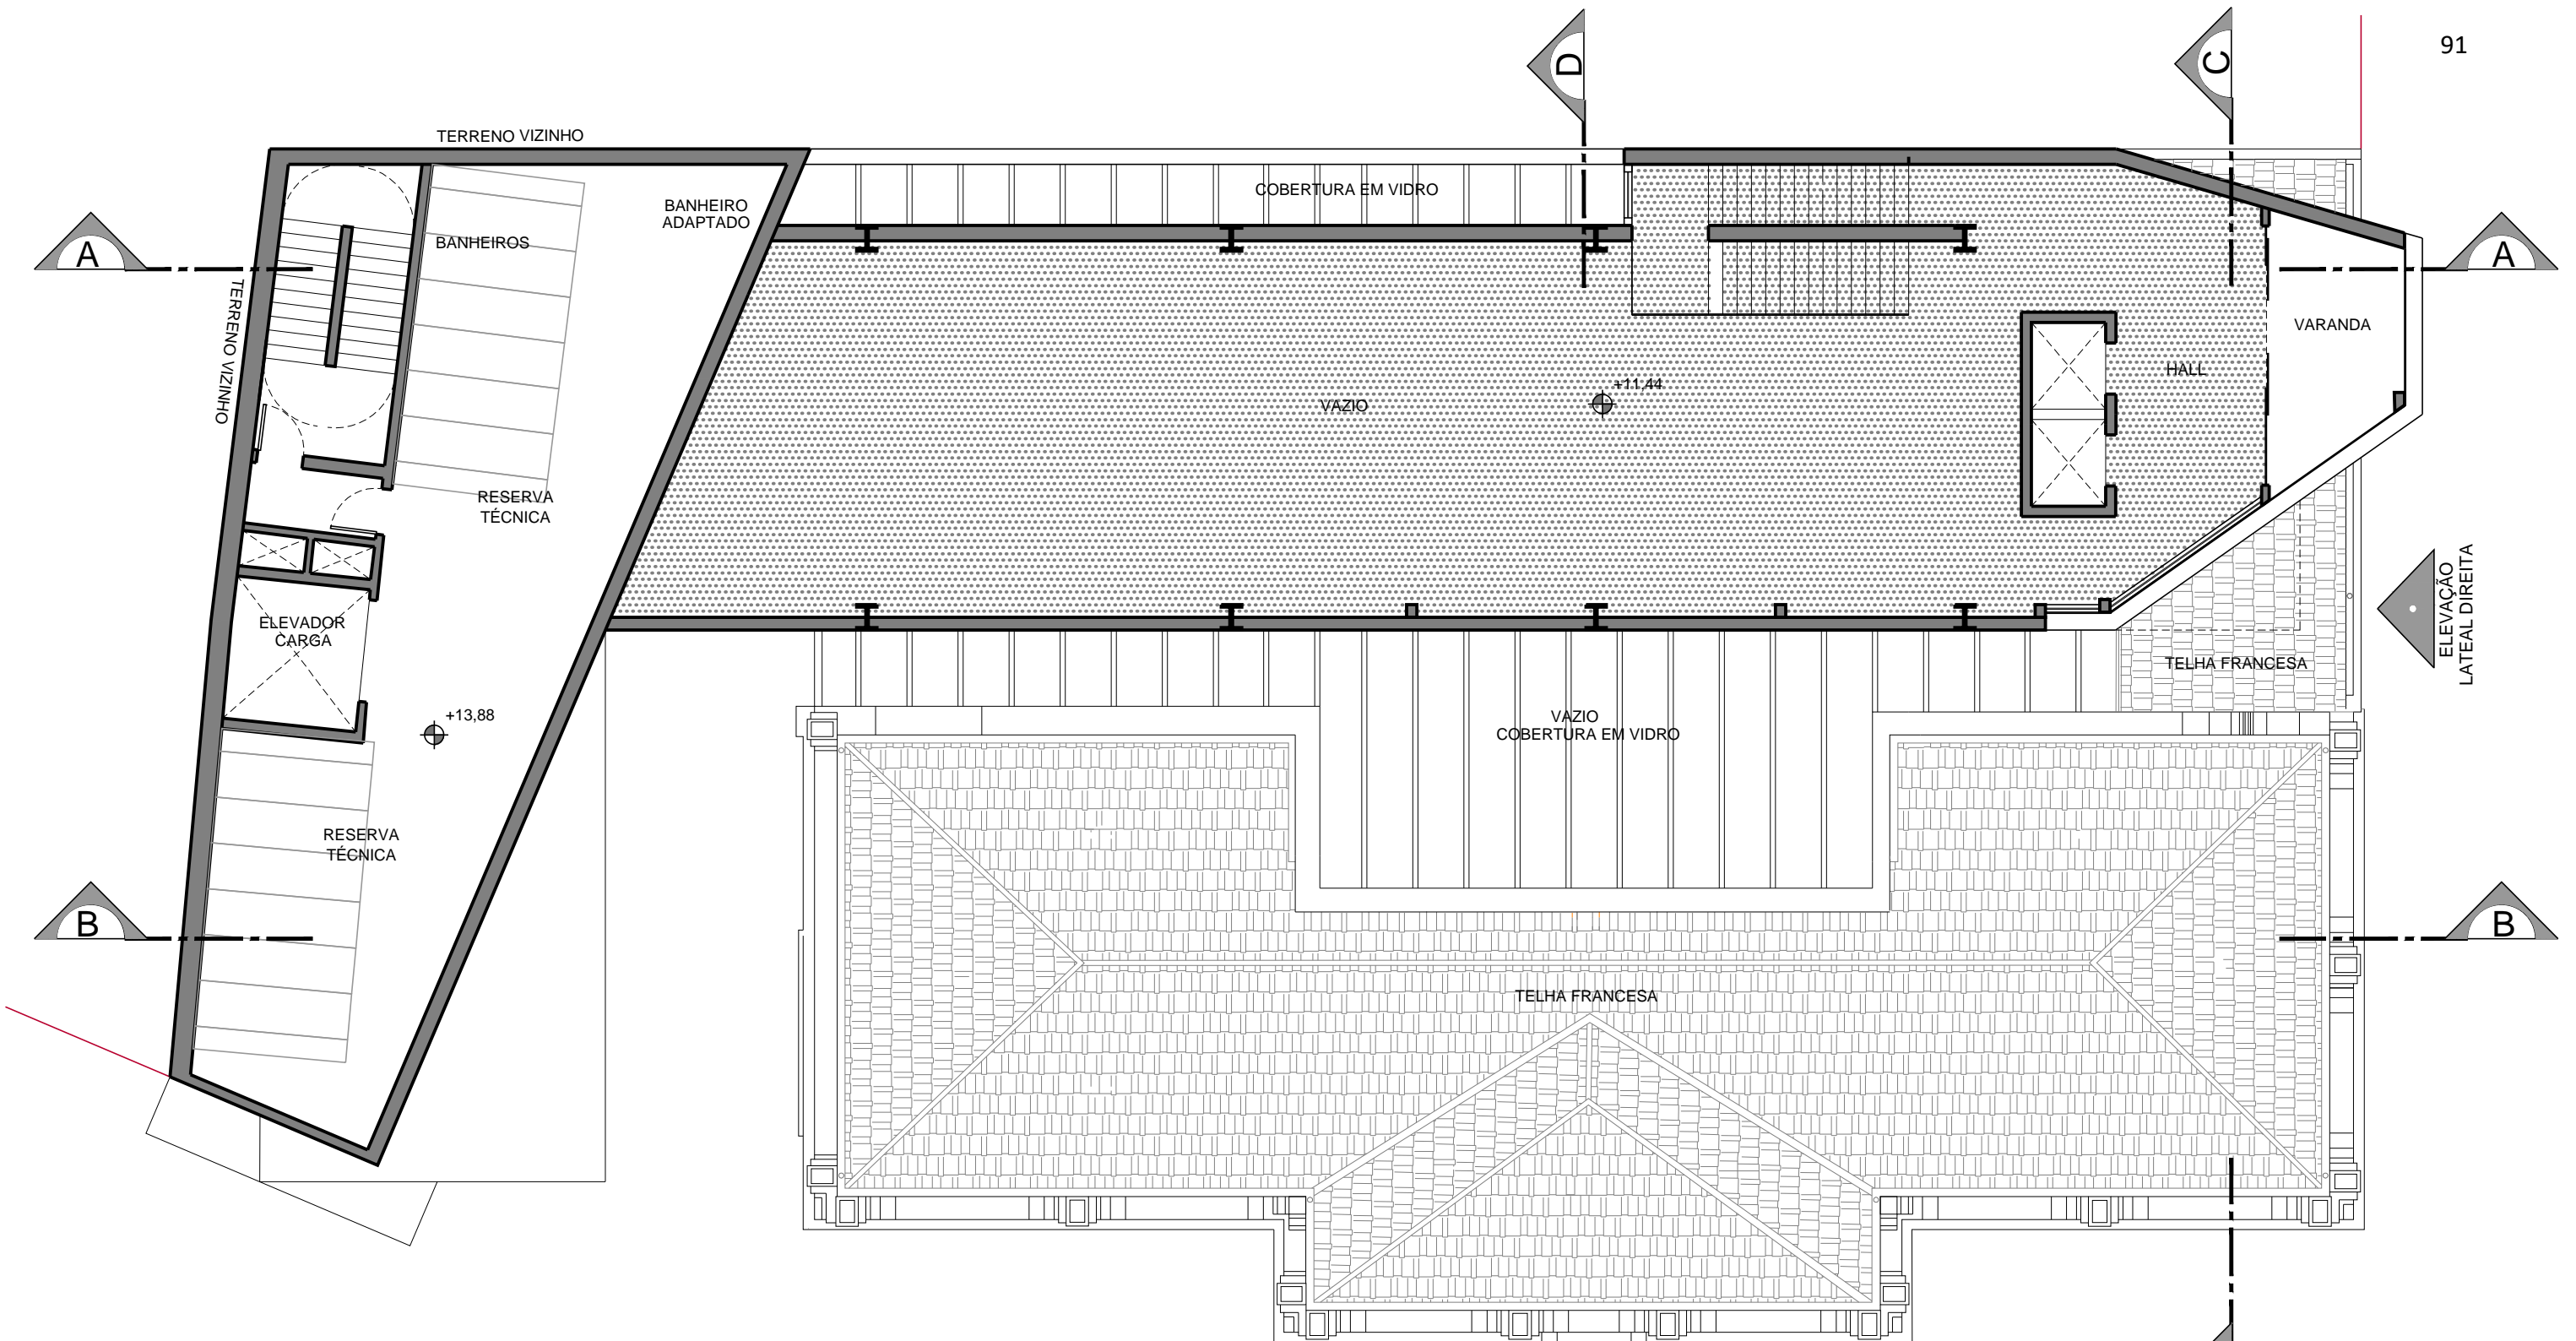 91
D
C
TERRENO VIZINHO
COBERTURA EM VIDRO
BANHEIRO
ADAPTADO
BANHEIROS
A
A
TERRENO VIZINHO
VARANDA
HALL
+11,44
VAZIO
RESERVA
TÉCNICA
ELEVADOR
CARGA
ELEVAÇÃO
LATEAL DIREITA
TELHA FRANCESA
+13,88
VAZIO
COBERTURA EM VIDRO
RESERVA
TÉCNICA
B
B
TELHA FRANCESA